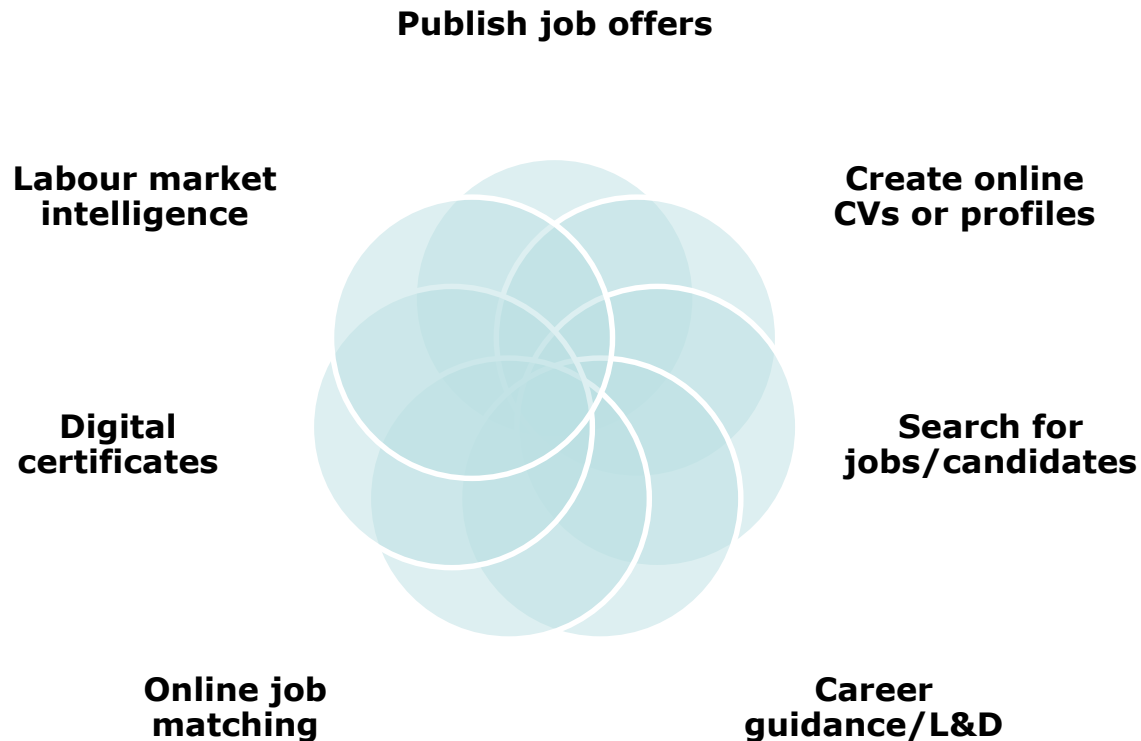 Publish job offers
Labour market
intelligence
Create online
CVs or profiles
Digital
certificates
Search for
jobs/candidates
Online job
matching
Career
guidance/L&D